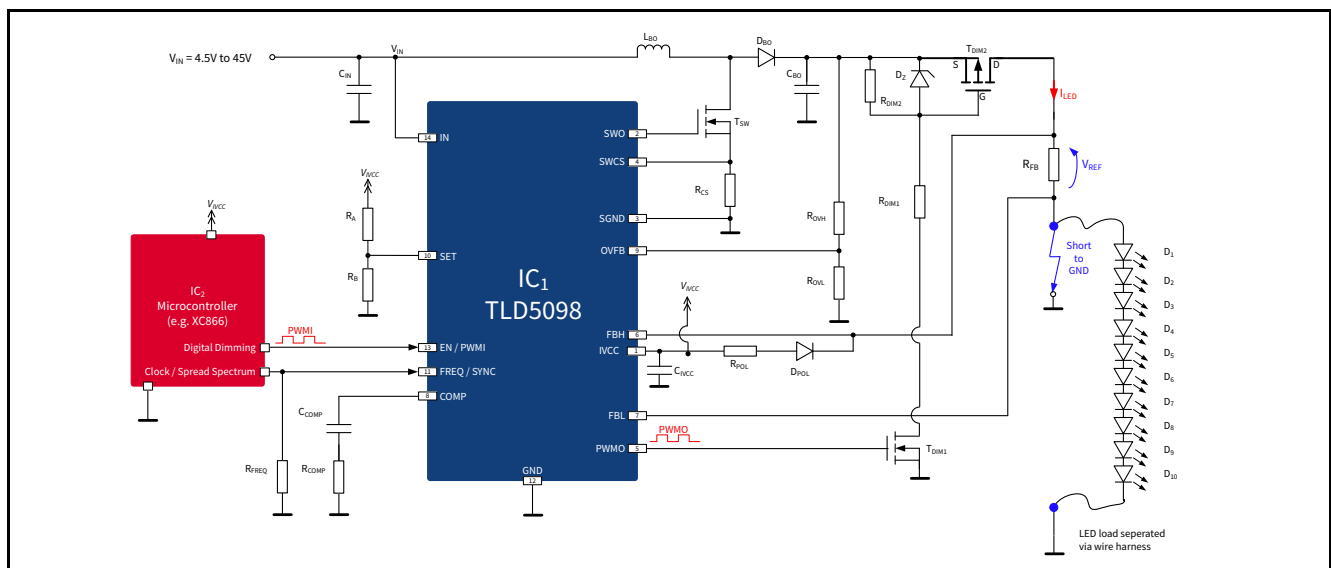 V_IN = 4.5V to 45V
V_IN
C_IN
L_BO
D_BO
C_BO
R_DIM2
D_Z
T_DIM2
S
D
G
I_LED
R_FB
V_REF
T_SW
R_CS
R_OVH
R_OVL
R_DIM1
V_IVCC
R_A
R_B
V_IVCC
IC_2
Microcontroller
(e.g. XC866)
Digital Dimming
Clock / Spread Spectrum
PWMI
IC_1
TLD5098
14 IN
10 SET
13 EN / PWMI
11 FREQ / SYNC
8 COMP
GND
12
SWO 2
SWCS 4
SGND 3
OVFB 9
FBH 6
IVCC 1
FBL 7
PWMO 5
V_IVCC
C_IVCC
R_POL
D_POL
PWMO
T_DIM1
C_COMP
R_FREQ
R_COMP
Short
to
GND
D_1
D_2
D_3
D_4
D_5
D_6
D_7
D_8
D_9
D_10
LED load seperated
via wire harness